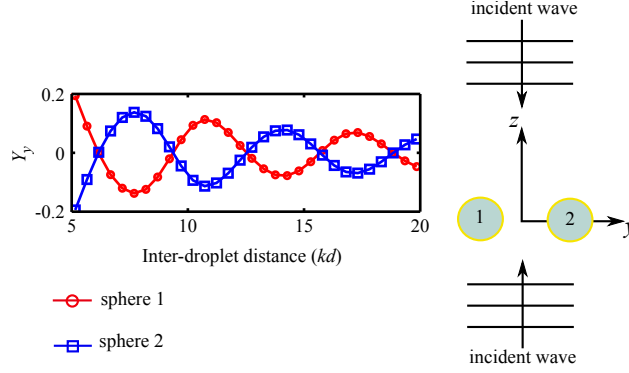 incident wave
z
0.2
0
-0.2
Y_y
5
10
15
20
Inter-droplet distance (kd)
1
2
y
sphere 1
sphere 2
incident wave